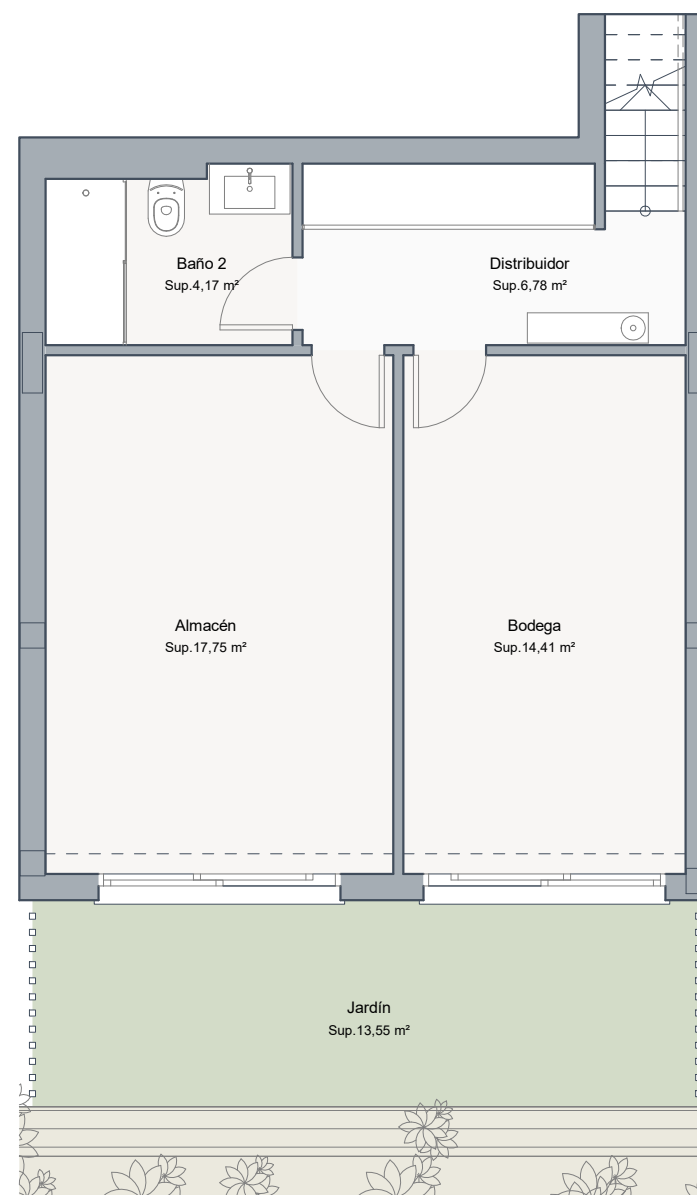 Baño 2
Sup.4,17 m²
Distribuidor
Sup.6,78 m²
Almacén
Sup.17,75 m²
Bodega
Sup.14,41 m²
Jardín
Sup.13,55 m²